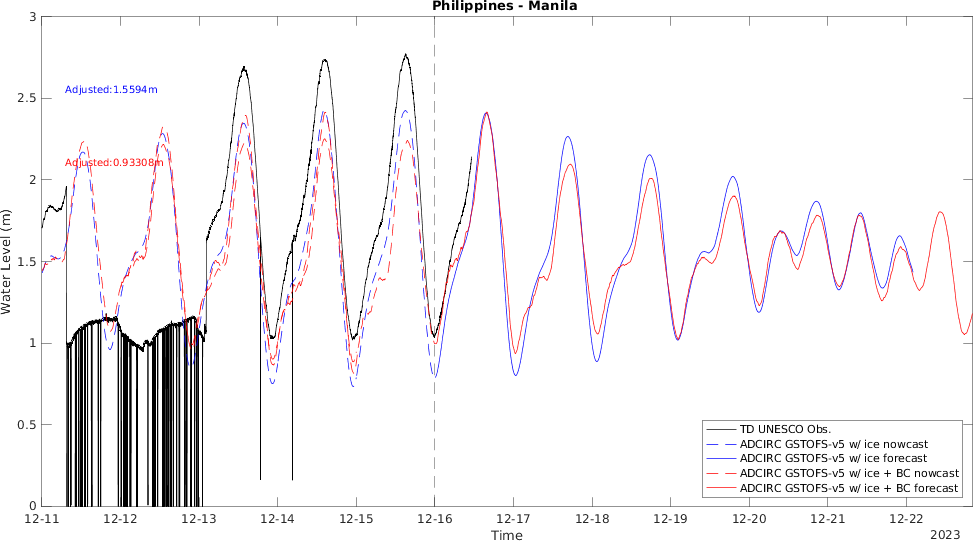 Philippines - Manila
3
2.5
2
1.5
1
0.5
0
Water Level (m)
Adjusted:1.5594m
Adjusted:0.93308m
TD UNESCO Obs.
ADCIRC GSTOFS-v5 w/ ice nowcast
ADCIRC GSTOFS-v5 w/ ice forecast
ADCIRC GSTOFS-v5 w/ ice + BC nowcast
ADCIRC GSTOFS-v5 w/ ice + BC forecast
12-11 12-12 12-13 12-14 12-15 12-16 12-17 12-18 12-19 12-20 12-21 12-22
Time
2023